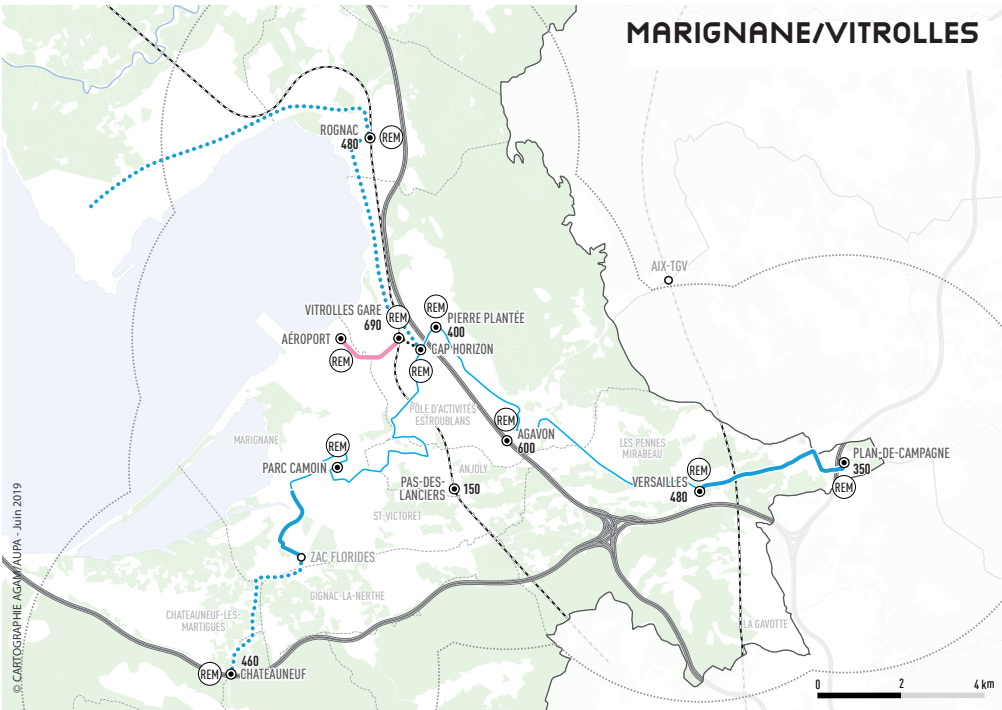 MARIGNANE/VITROLLES
ROGNAC
480
REM
AIX-TGV
VITROLLES GARE
690
REM
REM
PIERRE PLANTÉE
400
AÉROPORT
REM
CAP HORIZON
REM
PÔLE D'ACTIVITÉS
ESTROUBLANS
REM
AGAVON
600
MARIGNANE
REM
PARC CAMOIN
ANJOLY
LES PENNES
MIRABEAU
REM
VERSAILLES
480
PLAN-DE-CAMPAGNE
350
REM
PAS-DES-
LANCIERS
150
ST-VICTORET
ZAC FLORIDES
GIGNAC-LA-NERTHE
CHATEAUNEUF-LES-
MARTIGUES
LA GAVOTTE
460
REM
CHATEAUNEUF
0 2 4 km
© CARTOGRAPHIE AGAM/AUPA - Juin 2019